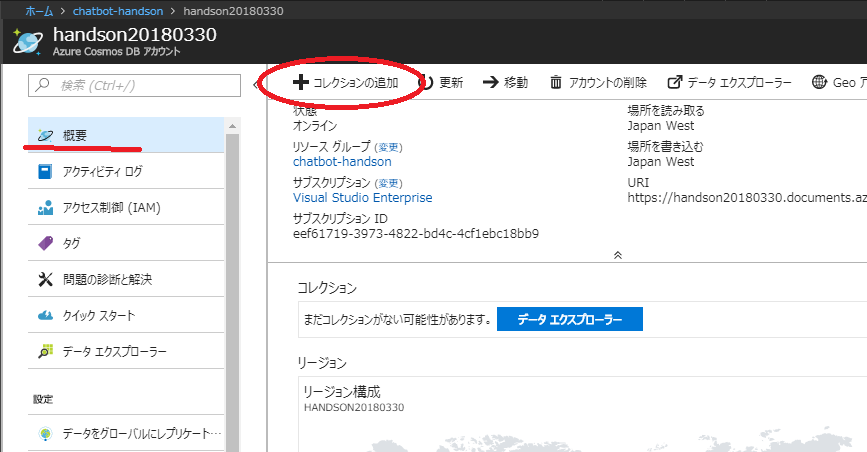 ホーム > chatbot-handson > handson20180330
handson20180330
Azure Cosmos DB アカウント
検索 (Ctrl+/)
概要
アクティビティ ログ
アクセス制御 (IAM)
タグ
問題の診断と解決
クイック スタート
データ エクスプローラー
設定
データをグローバルにレプリケート…
コレクションの追加 更新 移動 アカウントの削除 データ エクスプローラー Geo
状態
オンライン
リソース グループ (変更)
chatbot-handson
サブスクリプション (変更)
Visual Studio Enterprise
サブスクリプション ID
eef61719-3973-4822-bd4c-4cf1ebc18bb9
場所を読み取る
Japan West
場所を書き込む
Japan West
URI
https://handson20180330.documents.az
コレクション
まだコレクションがない可能性があります。 データ エクスプローラー
リージョン
リージョン構成
HANDSON20180330